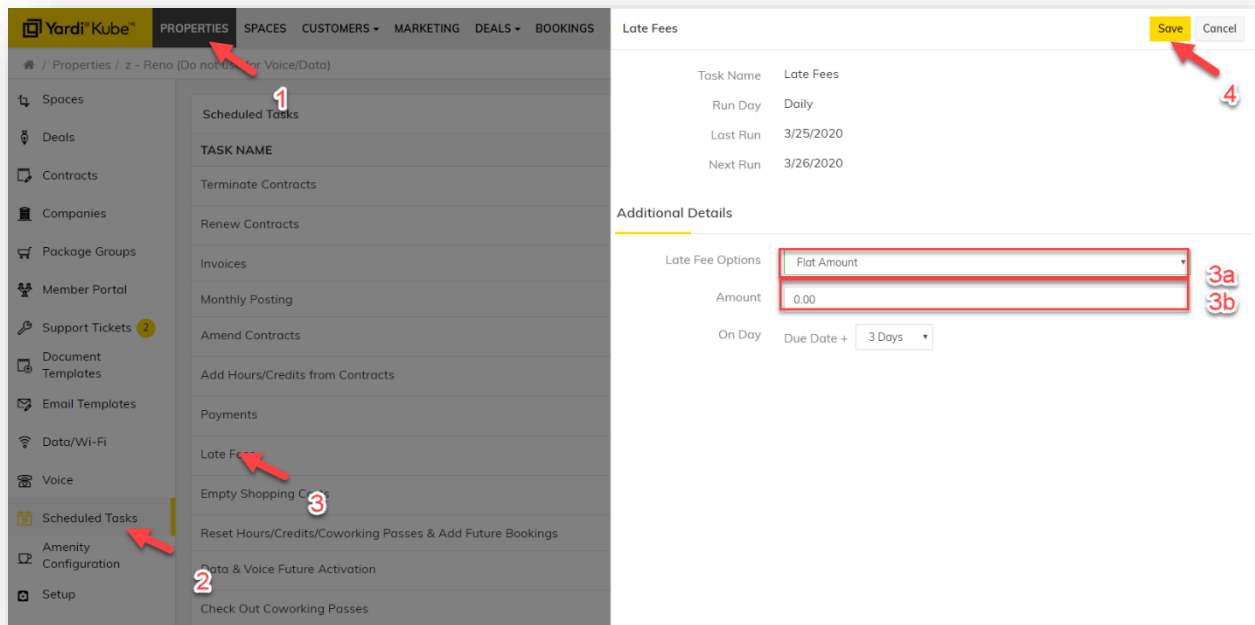 Yardi® Kube™
PROPERTIES SPACES CUSTOMERS MARKETING DEALS BOOKINGS
/ Properties / z - Reno (Do not use for Voice/Data)
1
Spaces
Deals
Contracts
Companies
Package Groups
Member Portal
Support Tickets 2
Document
Templates
Email Templates
Data/Wi-Fi
Voice
Scheduled Tasks
Amenity
Configuration
Setup
2
Scheduled Tasks
TASK NAME
Terminate Contracts
Renew Contracts
Invoices
Monthly Posting
Amend Contracts
Add Hours/Credits from Contracts
Payments
Late Fees
3
Empty Shopping Carts
Reset Hours/Credits/Coworking Passes & Add Future Bookings
Data & Voice Future Activation
Check Out Coworking Passes
Late Fees Save Cancel
4
Task Name Late Fees
Run Day Daily
Last Run 3/25/2020
Next Run 3/26/2020
Additional Details
Late Fee Options Flat Amount
3a
Amount 0.00
3b
On Day Due Date + 3 Days